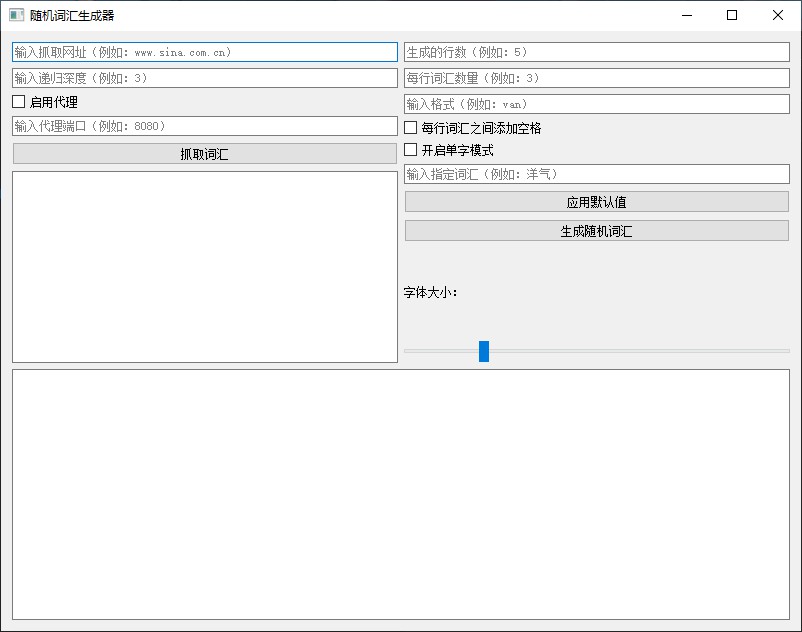 随机词汇生成器
输入抓取网址（例如：www.sina.com.cn）
输入递归深度（例如：3）
启用代理
输入代理端口（例如：8080）
抓取词汇
生成的行数（例如：5）
每行词汇数量（例如：3）
输入格式（例如：van）
每行词汇之间添加空格
开启单字模式
输入指定词汇（例如：洋气）
应用默认值
生成随机词汇
字体大小：